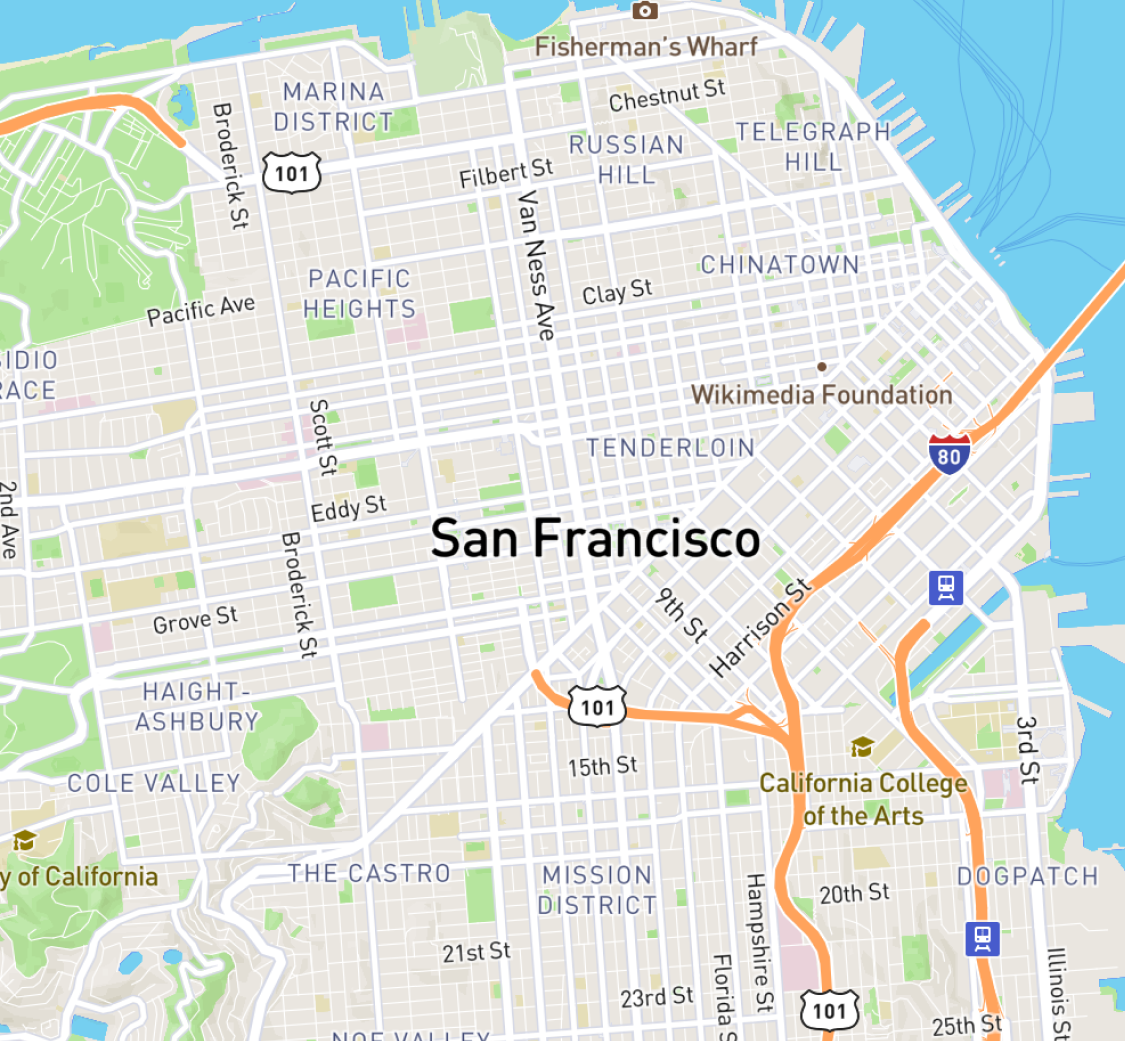 Fisherman's Wharf
MARINA
DISTRICT
Chestnut St
Broderick St
TELEGRAPH
HILL
RUSSIAN
HILL
101
Filbert St
Van Ness Ave
CHINATOWN
PACIFIC
HEIGHTS
Clay St
Pacific Ave
SIDIO
RACE
Wikimedia Foundation
Scott St
TENDERLOIN
80
2nd Ave
Eddy St
San Francisco
Broderick St
9th St
Harrison St
Grove St
HAIGHT-
ASHBURY
101
3rd St
15th St
COLE VALLEY
California College
of the Arts
y of California
THE CASTRO
MISSION
DISTRICT
DOGPATCH
Hampshire St
20th St
21st St
Florida S
23rd St
Illinois St
101
25th St
NOE VALLEY